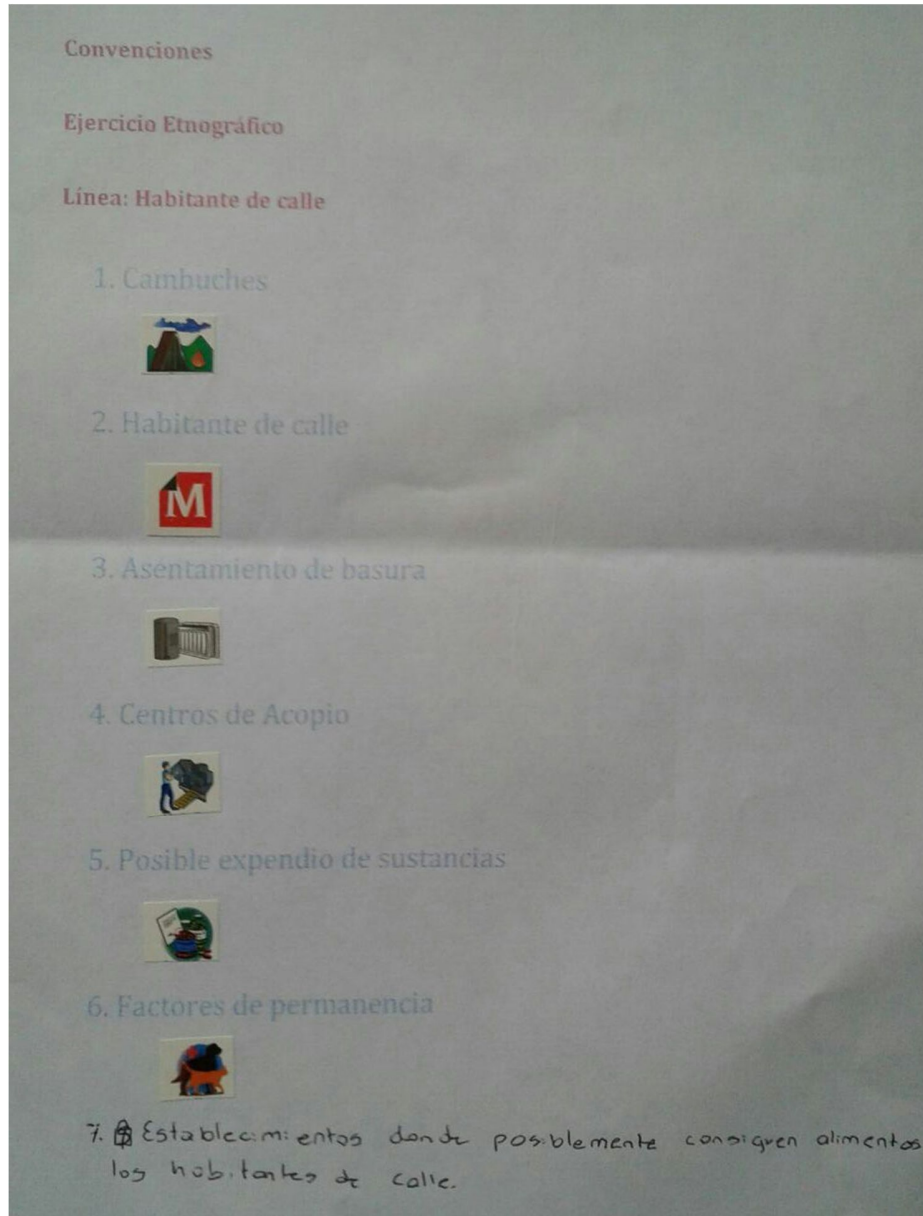 Convenciones
Ejercicio Etnográfico
Línea: Habitante de calle
1. Cambuches
2. Habitante de calle
M
3. Asentamiento de basura
4. Centros de Acopio
5. Posible expendio de sustancias
6. Factores de permanencia
7. Establecimientos donde posiblemente consiguen alimentos
los habitantes de calle.